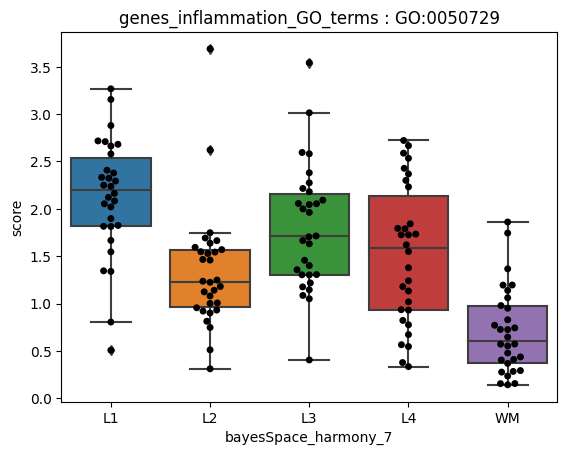 genes_inflammation_GO_terms : GO:0050729
score
3.5
3.0
2.5
2.0
1.5
1.0
0.5
0.0
L1 L2 L3 L4 WM
bayesSpace_harmony_7